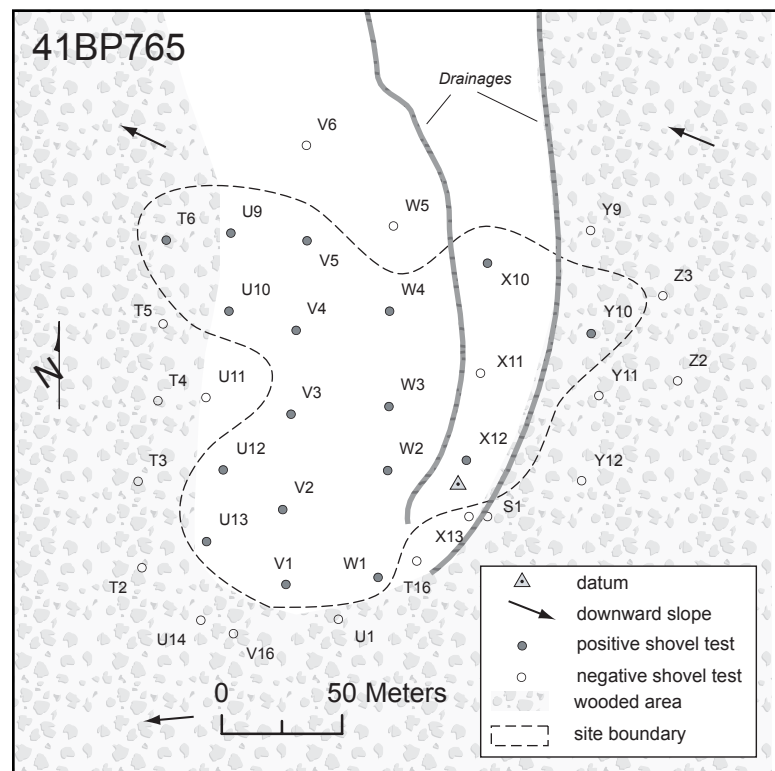 41BP765
Drainages
V6
W5
Y9
T6
U9
V5
X10
Z3
U10
W4
T5
V4
Y10
X11
Z2
T4
U11
W3
Y11
V3
N
T3
U12
W2
X12
Y12
V2
U13
S1
X13
V1
W1
T16
T2
U14
V16
U1
0 50 Meters
datum
downward slope
positive shovel test
negative shovel test
wooded area
site boundary